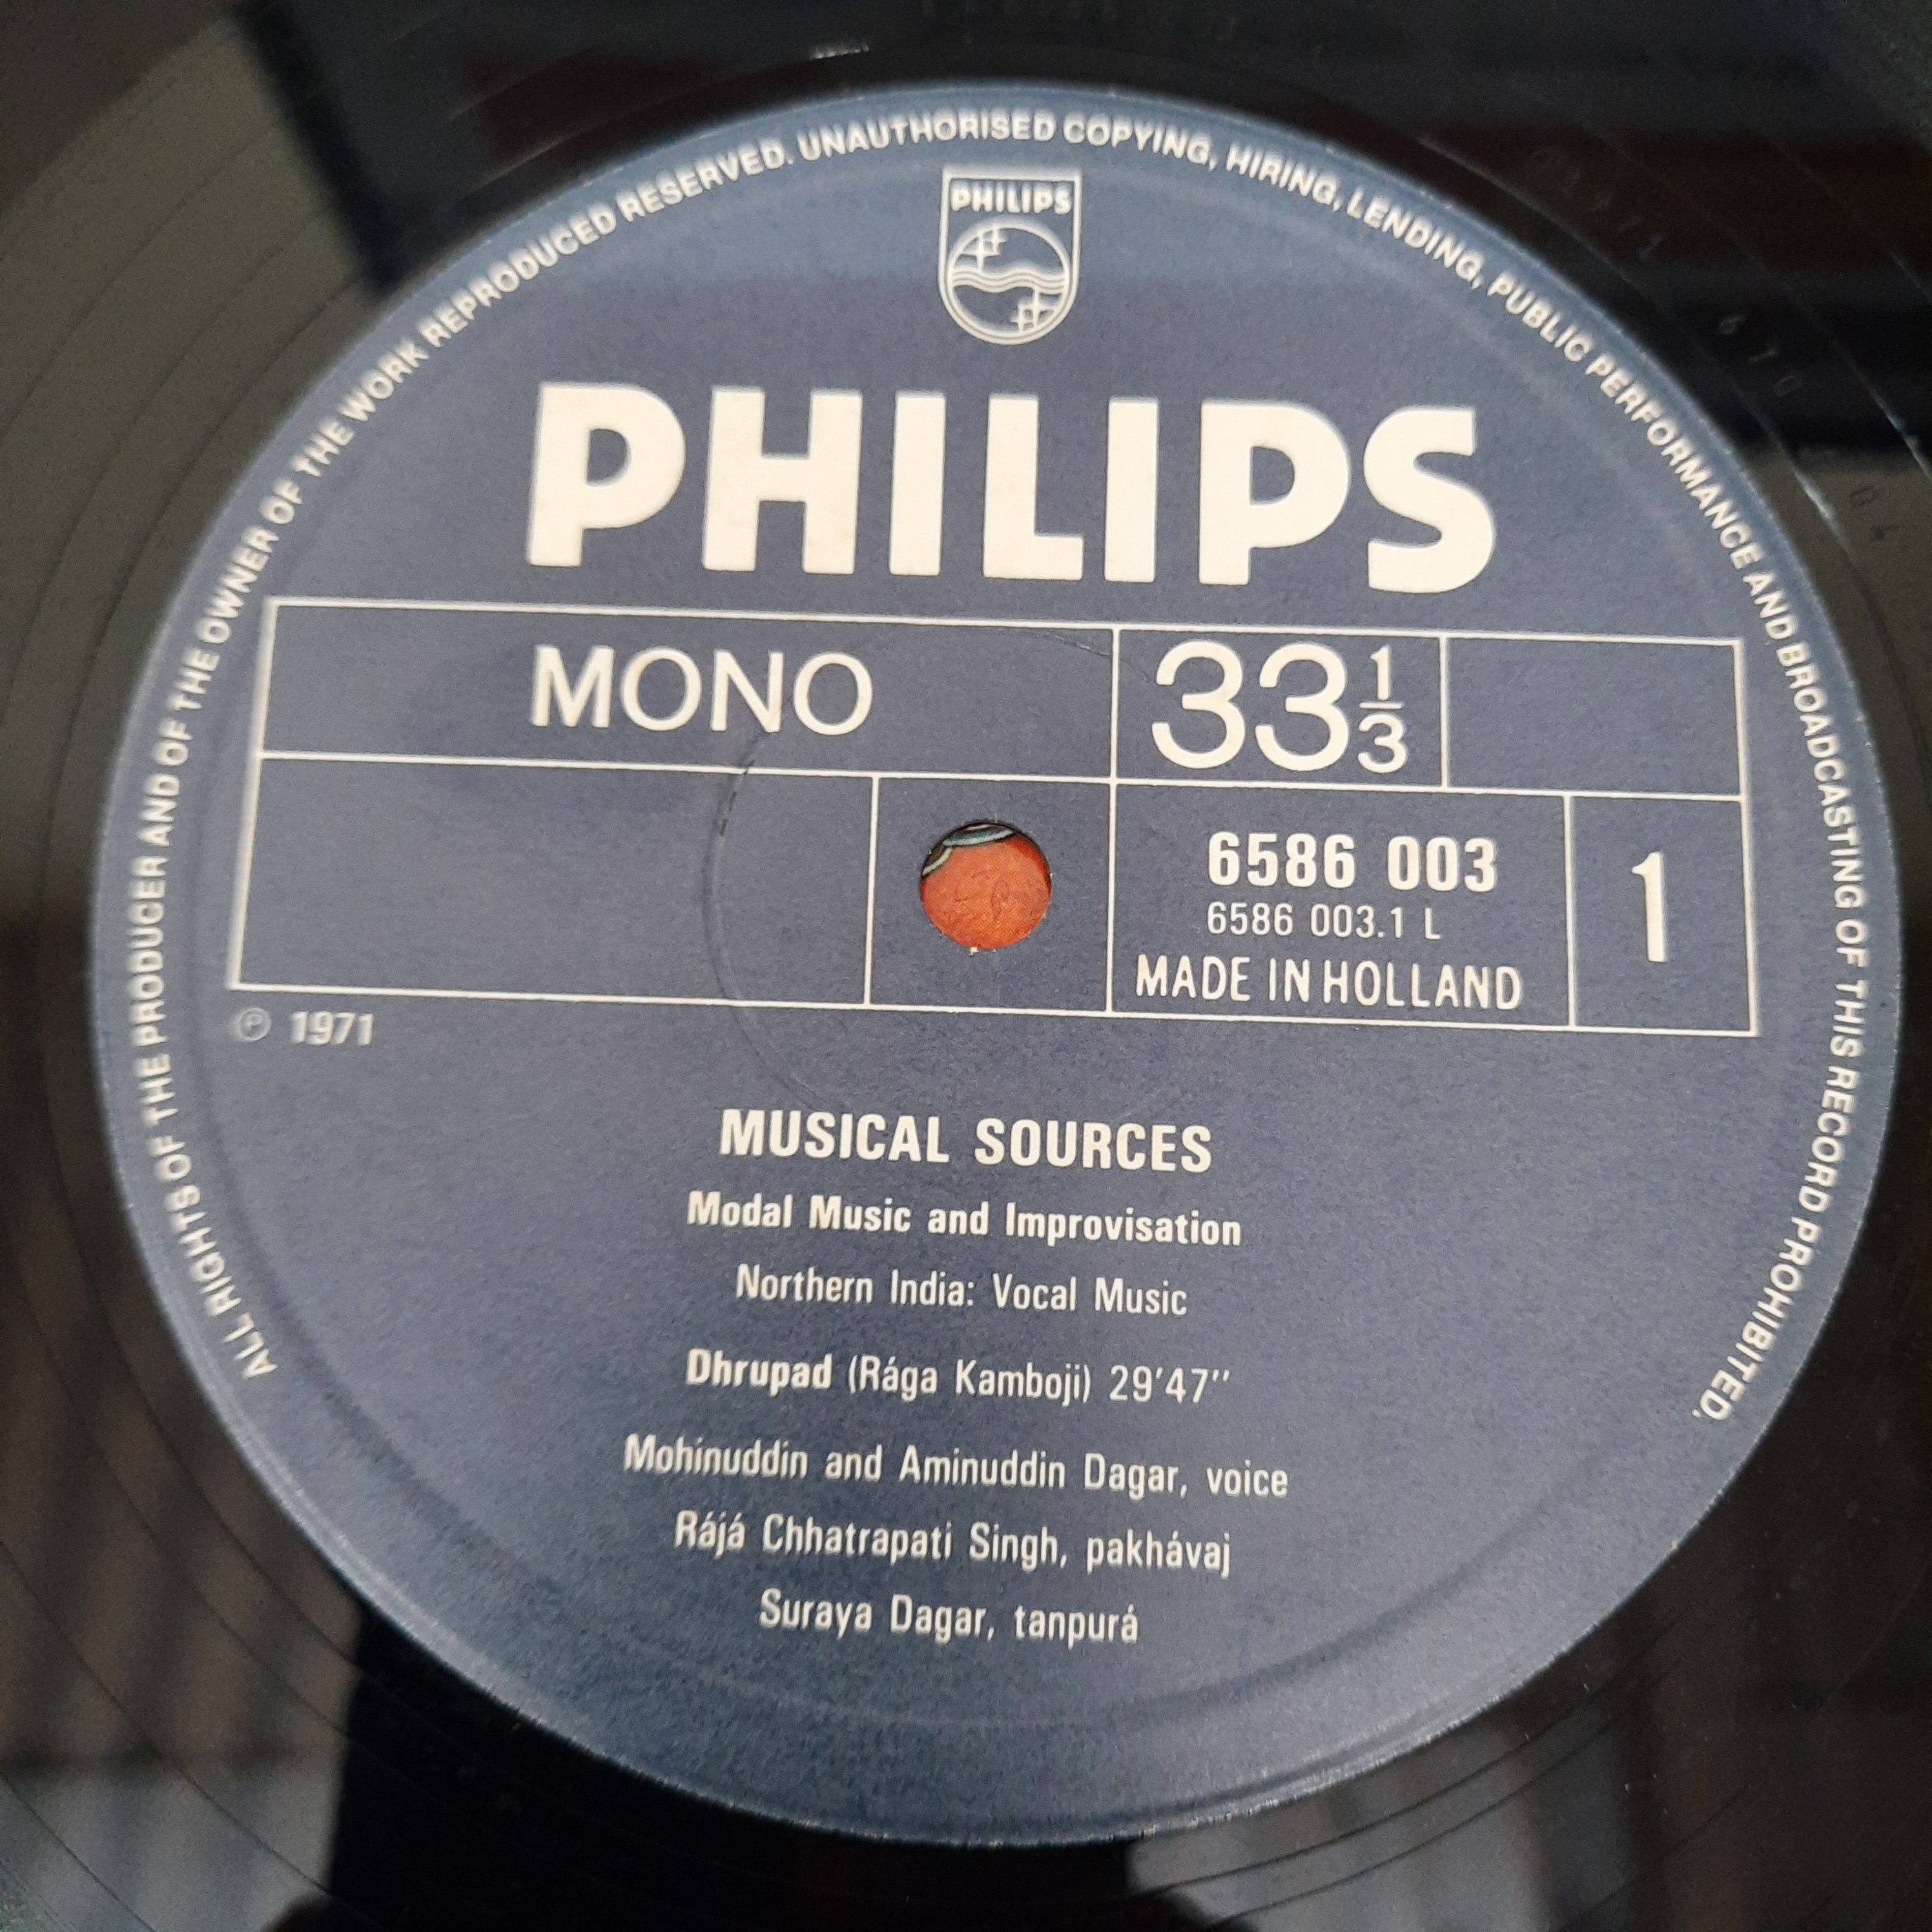 ALL RIGHTS OF THE PRODUCER AND OF THE OWNER OF THE WORK REPRODUCED RESERVED. UNAUTHORISED COPYING, HIRING, LENDING, PUBLIC PERFORMANCE AND BROADCASTING OF THIS RECORD PROHIBITED.
PHILIPS
PHILIPS
MONO
33 1/3
6586 003
6586 003.1 L
MADE IN HOLLAND
1
℗ 1971
MUSICAL SOURCES
Modal Music and Improvisation
Northern India: Vocal Music
Dhrupad (Rága Kamboji) 29'47"
Mohinuddin and Aminuddin Dagar, voice
Rájá Chhatrapati Singh, pakhávaj
Suraya Dagar, tanpurá